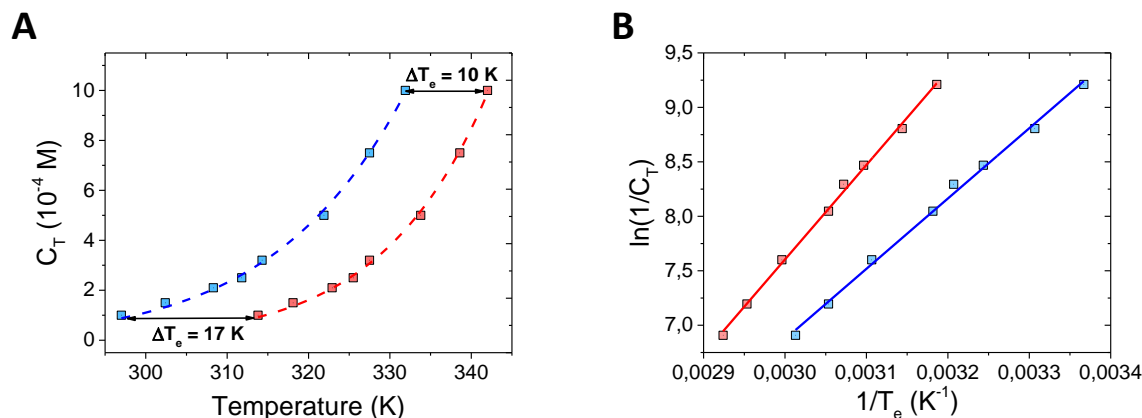 A
ΔTₑ = 10 K
ΔTₑ = 17 K
10
8
6
4
2
0
C_T (10⁻⁴ M)
300 310 320 330 340
Temperature (K)
B
9,5
9,0
8,5
8,0
7,5
7,0
ln(1/C_T)
0,0029 0,0030 0,0031 0,0032 0,0033 0,0034
1/Tₑ (K⁻¹)